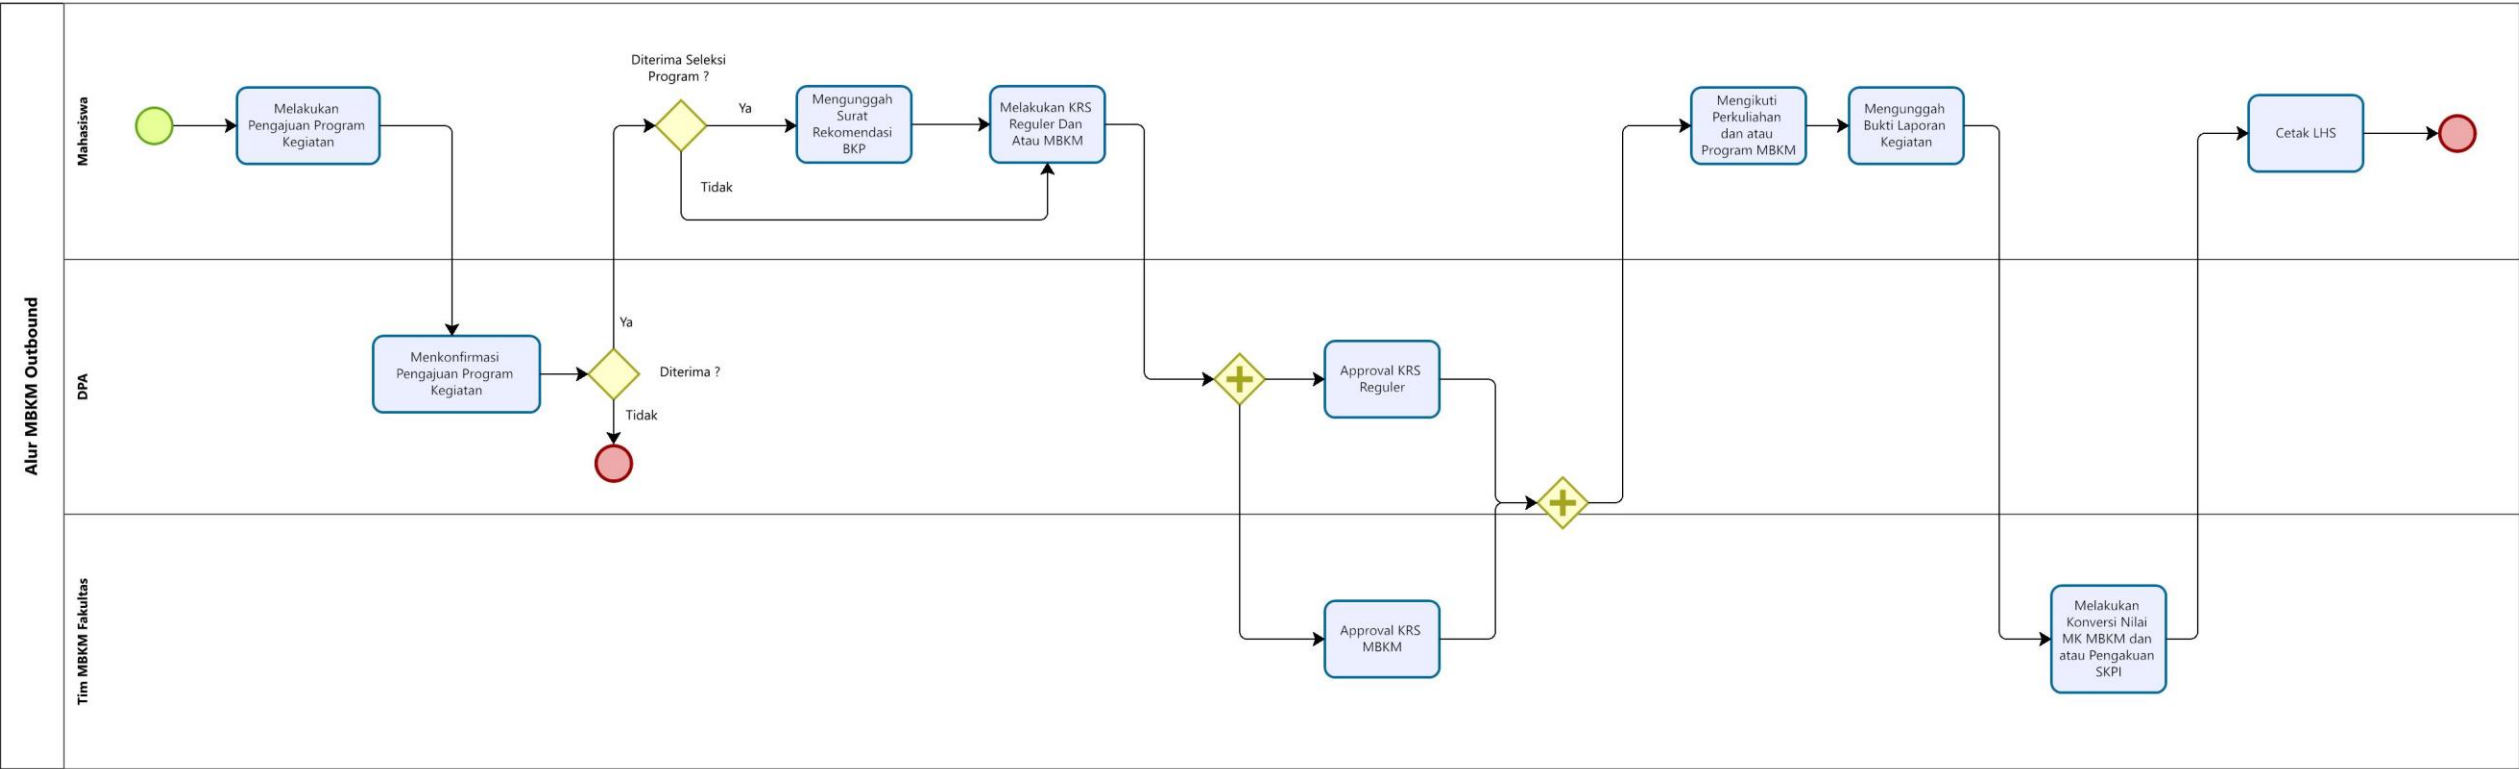 Alur MBKM Outbound
Mahasiswa
Melakukan
Pengajuan Program
Kegiatan
Diterima Seleksi
Program ?
Ya
Tidak
Mengunggah
Surat
Rekomendasi
BKP
Melakukan KRS
Reguler Dan
Atau MBKM
Mengikuti
Perkuliahan
dan atau
Program MBKM
Mengunggah
Bukti Laporan
Kegiatan
Cetak LHS
DPA
Menkonfirmasi
Pengajuan Program
Kegiatan
Ya
Diterima ?
Tidak
Approval KRS
Reguler
Tim MBKM Fakultas
Approval KRS
MBKM
Melakukan
Konversi Nilai
MK MBKM dan
atau Pengakuan
SKPI